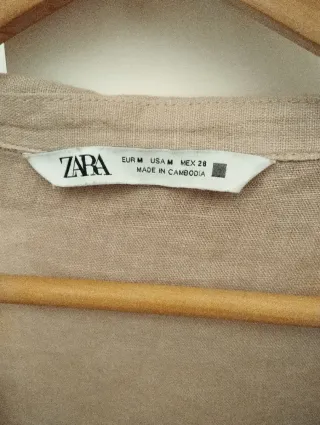 ZARA
EUR M USA M MEX 28
MADE IN CAMBODIA